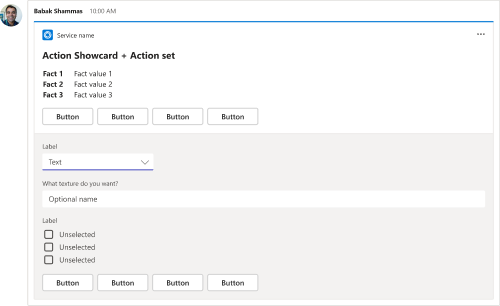 Babak Shammas 10:00 AM
Service name
Action Showcard + Action set
Fact 1 Fact value 1
Fact 2 Fact value 2
Fact 3 Fact value 3
Button Button Button Button
Label
Text
What texture do you want?
Optional name
Label
Unselected
Unselected
Unselected
Button Button Button Button